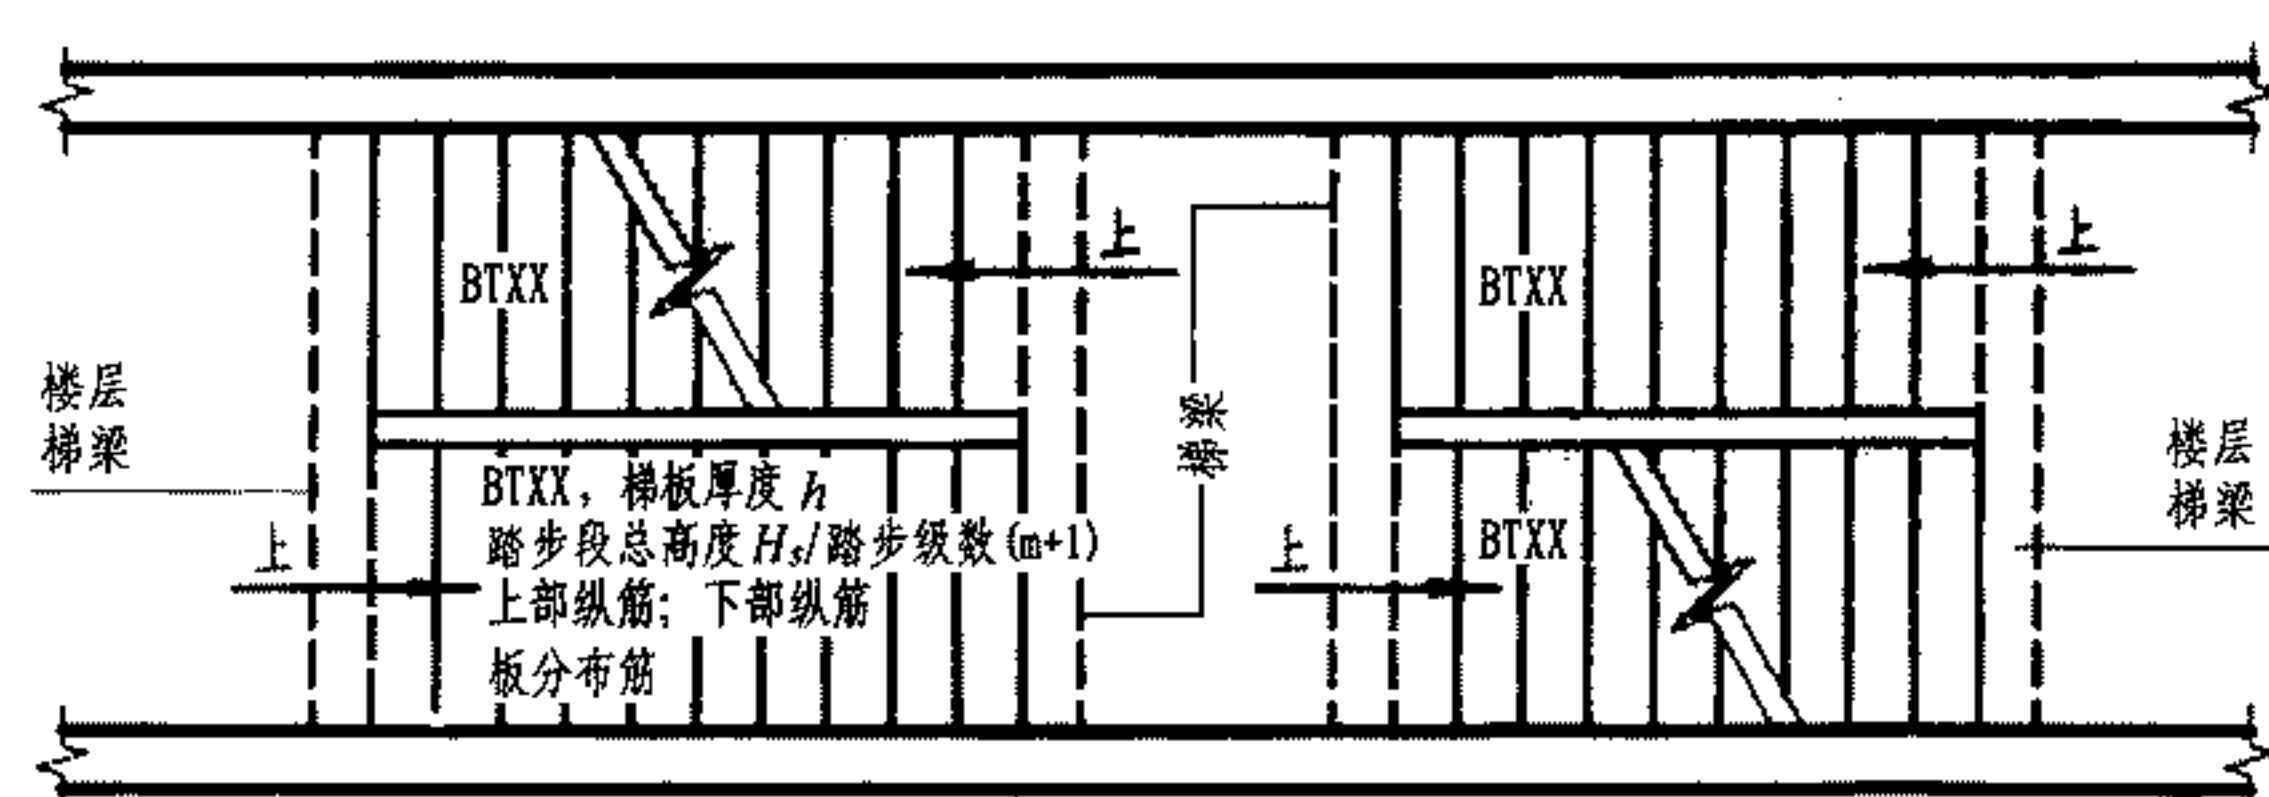 上
上
BTXX
BTXX
楼层
梯梁
梯梁
楼层
梯梁
BTXX，梯板厚度 h
踏步段总高度 Hs/踏步级数(m+1)
上部纵筋；下部纵筋
板分布筋
上
上
BTXX